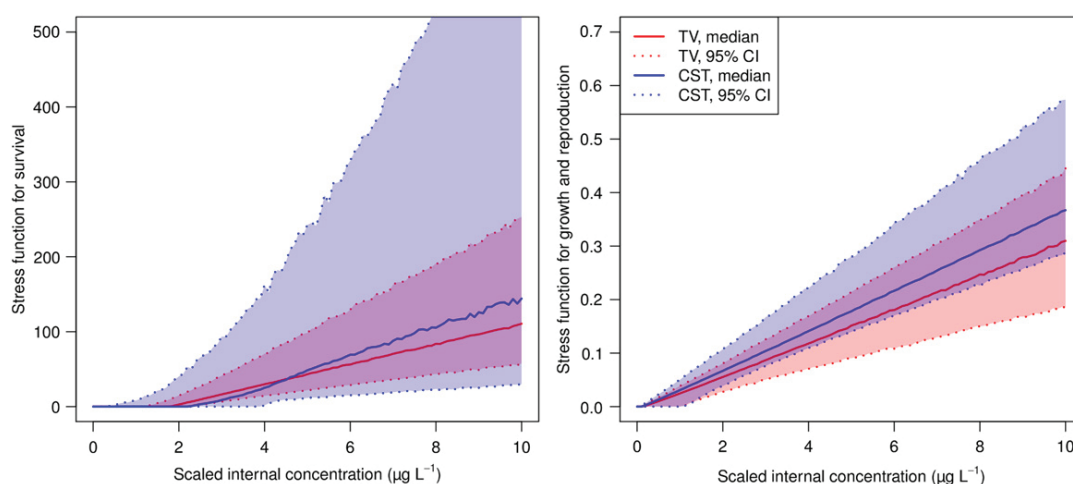 500
400
300
200
100
0
Stress function for survival
0 2 4 6 8 10
Scaled internal concentration (µg L⁻¹)
0.7
0.6
0.5
0.4
0.3
0.2
0.1
0.0
Stress function for growth and reproduction
TV, median
TV, 95% CI
CST, median
CST, 95% CI
0 2 4 6 8 10
Scaled internal concentration (µg L⁻¹)